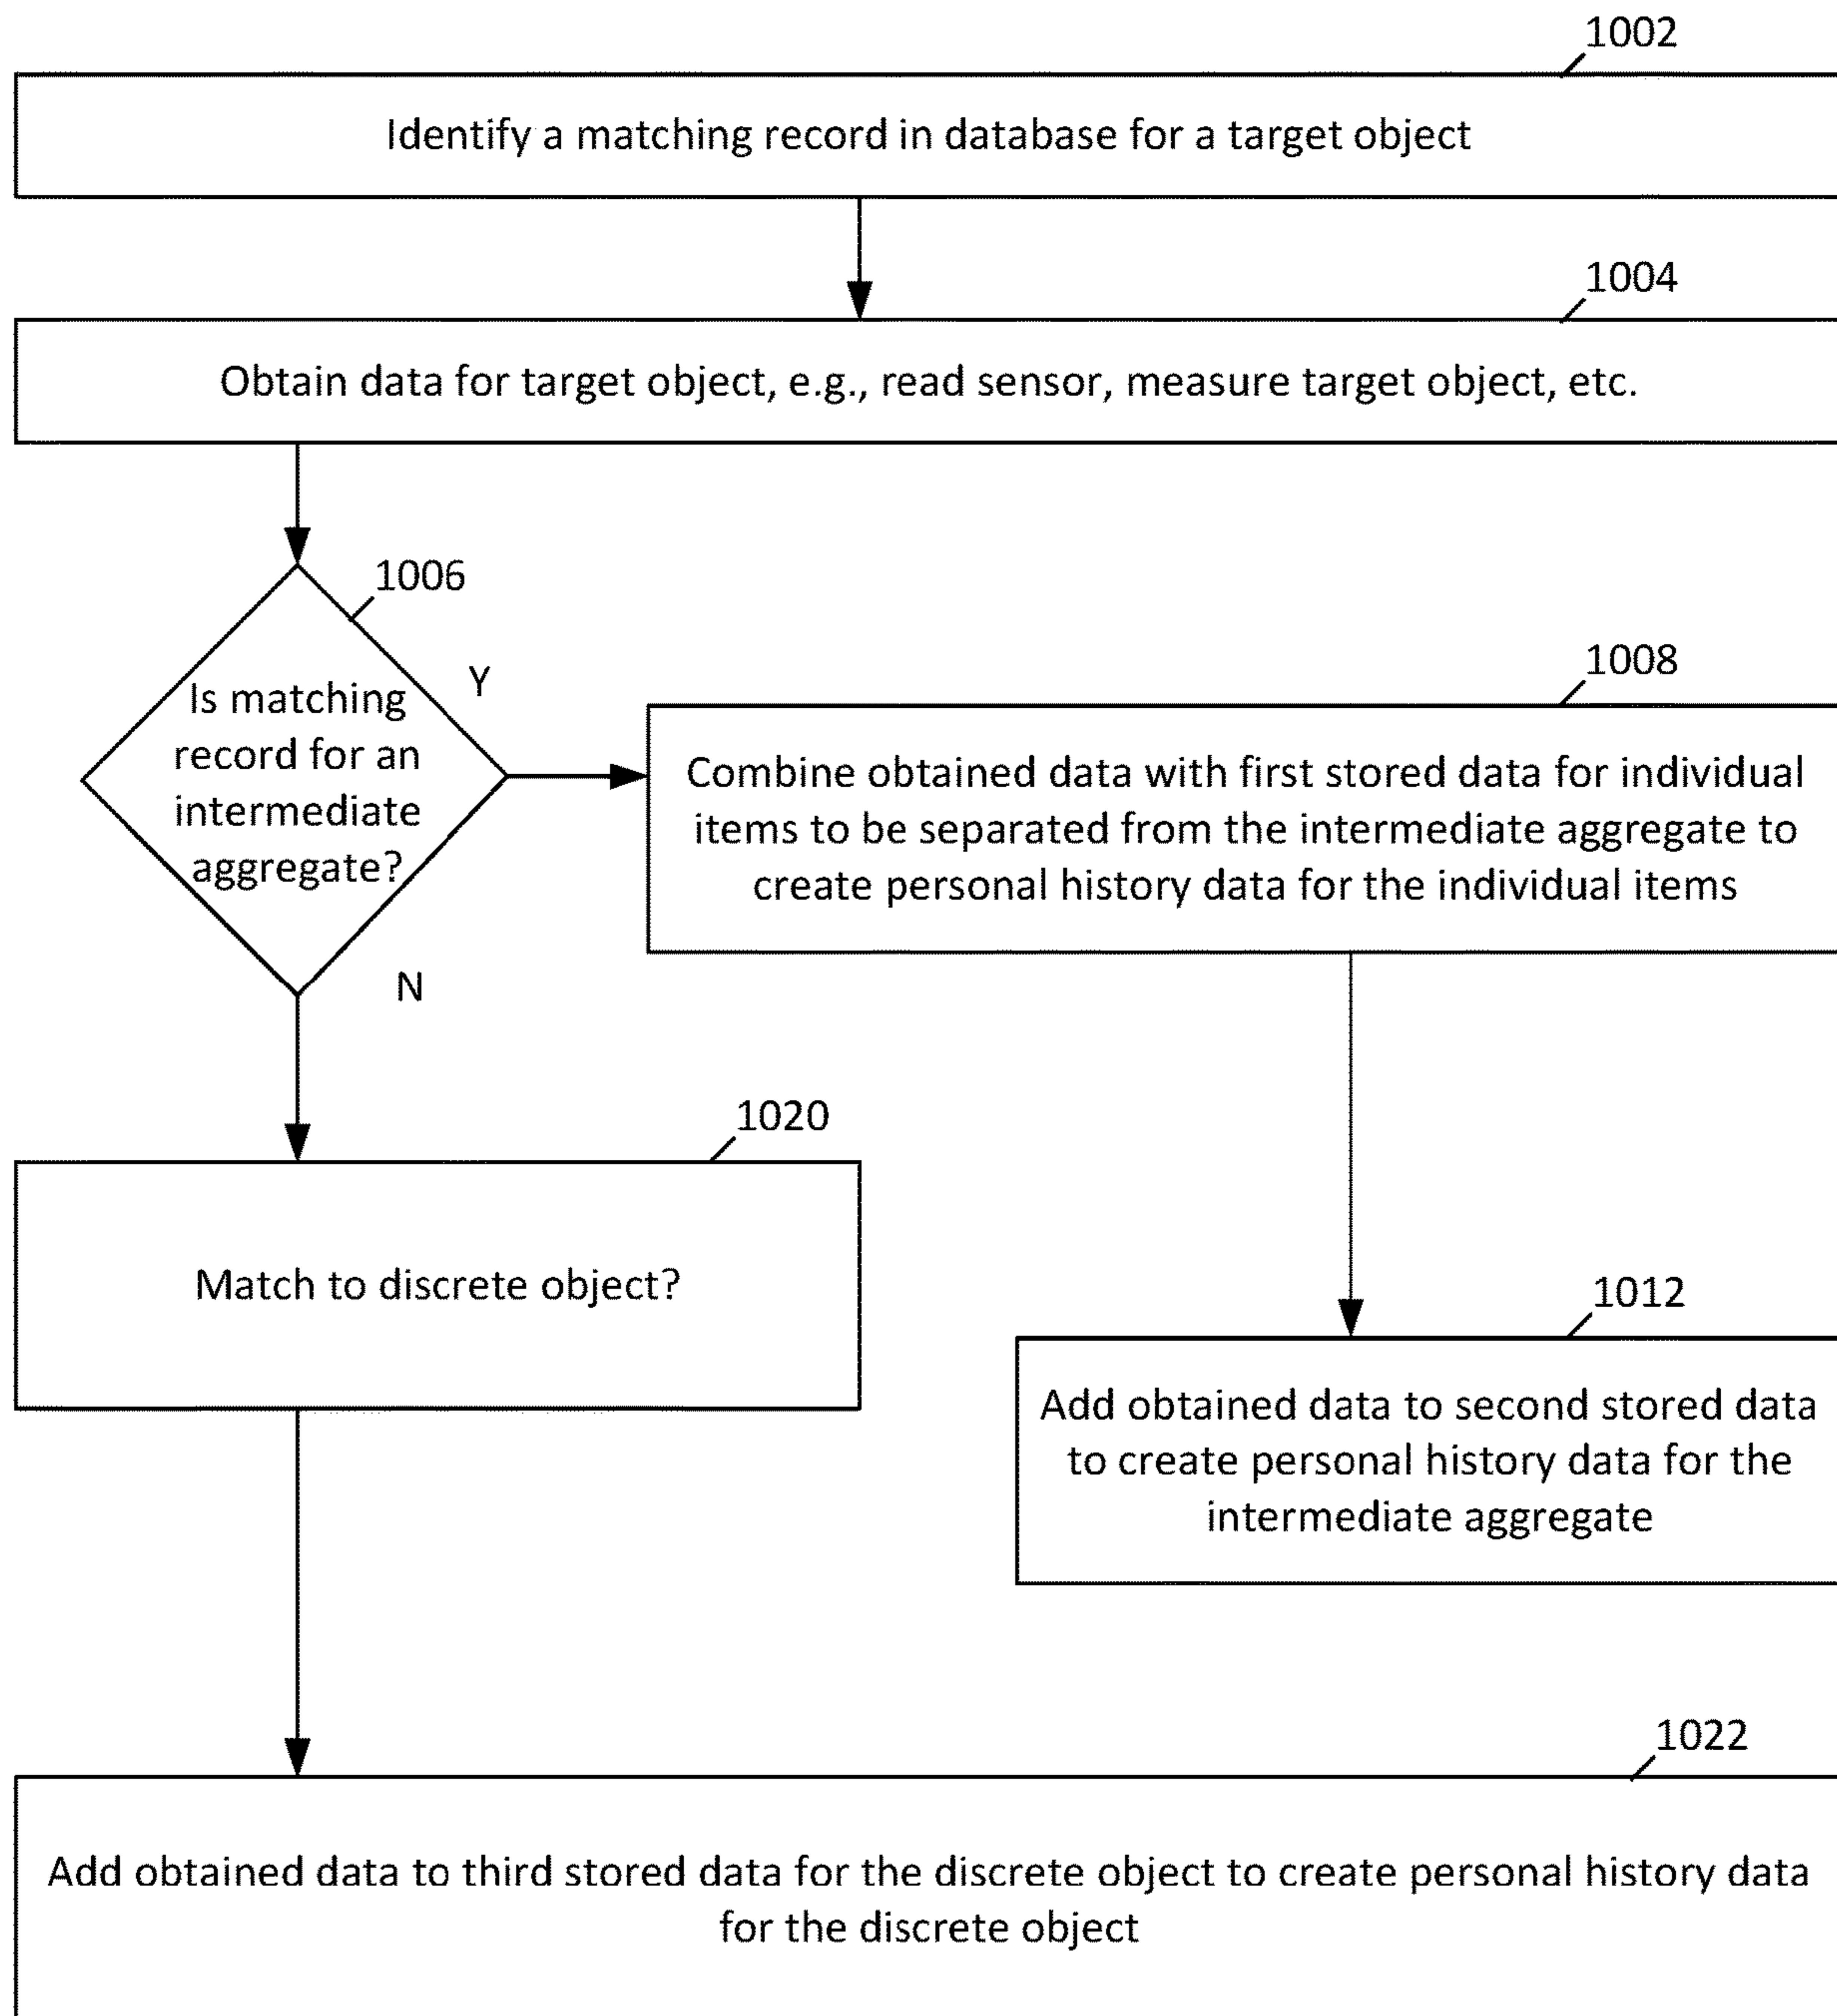 1002
Identify a matching record in database for a target object
1004
Obtain data for target object, e.g., read sensor, measure target object, etc.
1006
Is matching
record for an
intermediate
aggregate?
Y
N
1008
Combine obtained data with first stored data for individual
items to be separated from the intermediate aggregate to
create personal history data for the individual items
1020
Match to discrete object?
1012
Add obtained data to second stored data
to create personal history data for the
intermediate aggregate
1022
Add obtained data to third stored data for the discrete object to create personal history data
for the discrete object